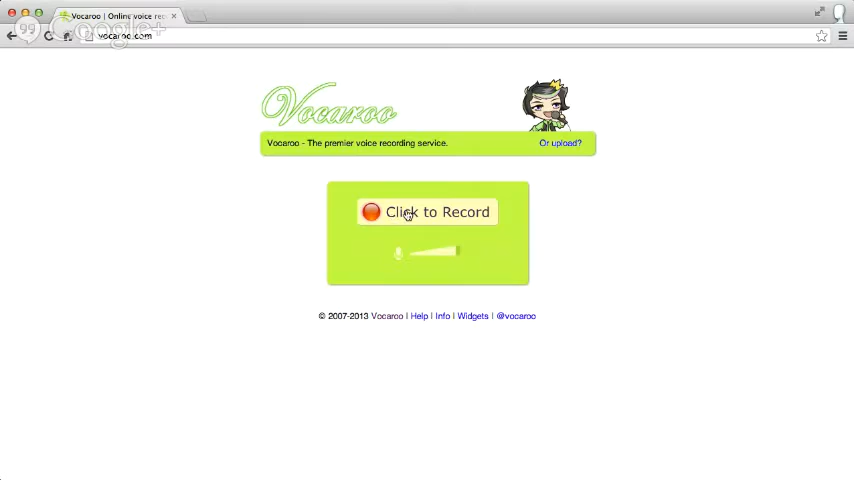 Vocaroo | Online voice rec
Google+
vocaroo.com
Vocaroo
Vocaroo - The premier voice recording service.
Or upload?
Click to Record
© 2007-2013 Vocaroo | Help | Info | Widgets | @vocaroo